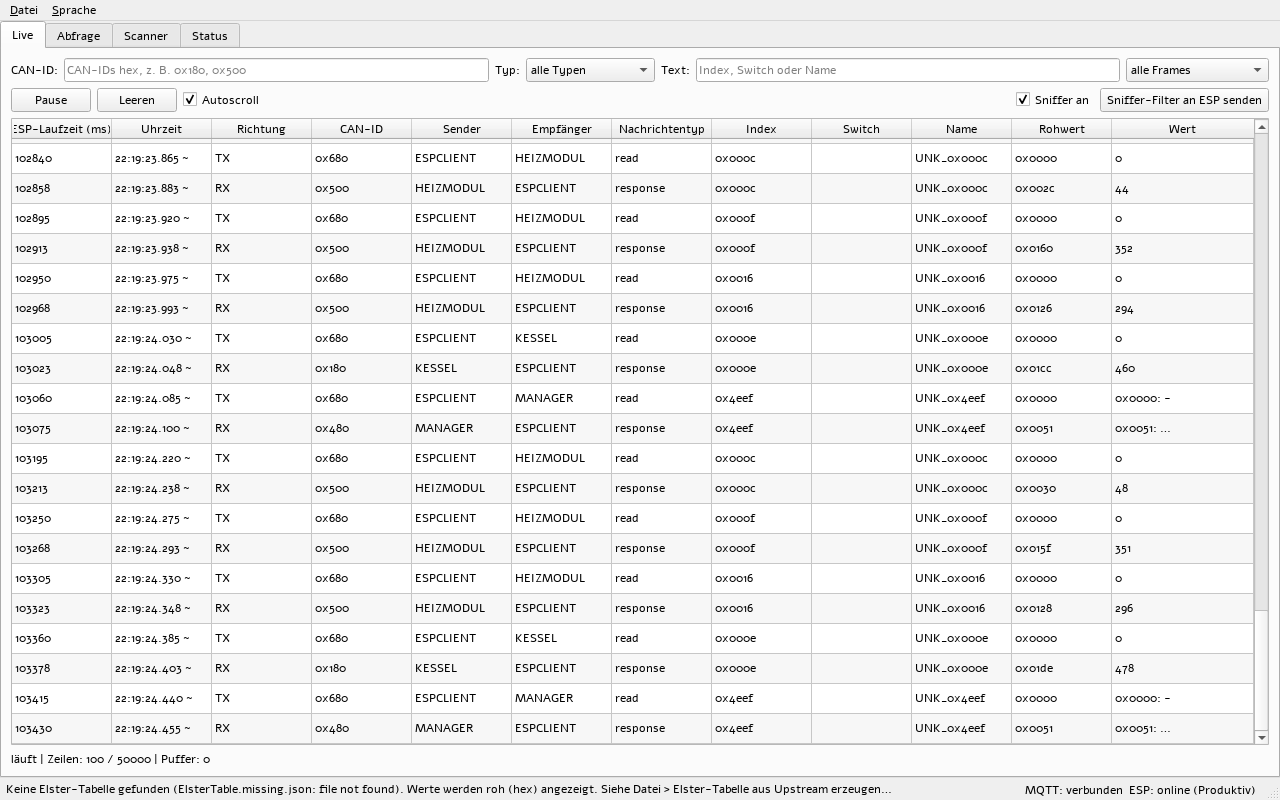 Datei Sprache
Live Abfrage Scanner Status
CAN-ID: CAN-IDs hex, z. B. 0x180, 0x500 Typ: alle Typen Text: Index, Switch oder Name alle Frames
Pause Leeren Autoscroll Sniffer an Sniffer-Filter an ESP senden
ESP-Laufzeit (ms) Uhrzeit Richtung CAN-ID Sender Empfänger Nachrichtentyp Index Switch Name Rohwert Wert
102840 22:19:23.865 ~ TX 0x680 ESPCLIENT HEIZMODUL read 0x000c UNK_0x000c 0x0000 0
102858 22:19:23.883 ~ RX 0x500 HEIZMODUL ESPCLIENT response 0x000c UNK_0x000c 0x002c 44
102895 22:19:23.920 ~ TX 0x680 ESPCLIENT HEIZMODUL read 0x000f UNK_0x000f 0x0000 0
102913 22:19:23.938 ~ RX 0x500 HEIZMODUL ESPCLIENT response 0x000f UNK_0x000f 0x0160 352
102950 22:19:23.975 ~ TX 0x680 ESPCLIENT HEIZMODUL read 0x0016 UNK_0x0016 0x0000 0
102968 22:19:23.993 ~ RX 0x500 HEIZMODUL ESPCLIENT response 0x0016 UNK_0x0016 0x0126 294
103005 22:19:24.030 ~ TX 0x680 ESPCLIENT KESSEL read 0x000e UNK_0x000e 0x0000 0
103023 22:19:24.048 ~ RX 0x180 KESSEL ESPCLIENT response 0x000e UNK_0x000e 0x01cc 460
103060 22:19:24.085 ~ TX 0x680 ESPCLIENT MANAGER read 0x4eef UNK_0x4eef 0x0000 0x0000: -
103075 22:19:24.100 ~ RX 0x480 MANAGER ESPCLIENT response 0x4eef UNK_0x4eef 0x0051 0x0051: ...
103195 22:19:24.220 ~ TX 0x680 ESPCLIENT HEIZMODUL read 0x000c UNK_0x000c 0x0000 0
103213 22:19:24.238 ~ RX 0x500 HEIZMODUL ESPCLIENT response 0x000c UNK_0x000c 0x0030 48
103250 22:19:24.275 ~ TX 0x680 ESPCLIENT HEIZMODUL read 0x000f UNK_0x000f 0x0000 0
103268 22:19:24.293 ~ RX 0x500 HEIZMODUL ESPCLIENT response 0x000f UNK_0x000f 0x015f 351
103305 22:19:24.330 ~ TX 0x680 ESPCLIENT HEIZMODUL read 0x0016 UNK_0x0016 0x0000 0
103323 22:19:24.348 ~ RX 0x500 HEIZMODUL ESPCLIENT response 0x0016 UNK_0x0016 0x0128 296
103360 22:19:24.385 ~ TX 0x680 ESPCLIENT KESSEL read 0x000e UNK_0x000e 0x0000 0
103378 22:19:24.403 ~ RX 0x180 KESSEL ESPCLIENT response 0x000e UNK_0x000e 0x01de 478
103415 22:19:24.440 ~ TX 0x680 ESPCLIENT MANAGER read 0x4eef UNK_0x4eef 0x0000 0x0000: -
103430 22:19:24.455 ~ RX 0x480 MANAGER ESPCLIENT response 0x4eef UNK_0x4eef 0x0051 0x0051: ...
läuft | Zeilen: 100 / 50000 | Puffer: 0
Keine Elster-Tabelle gefunden (ElsterTable.missing.json: file not found). Werte werden roh (hex) angezeigt. Siehe Datei > Elster-Tabelle aus Upstream erzeugen... MQTT: verbunden ESP: online (Produktiv)